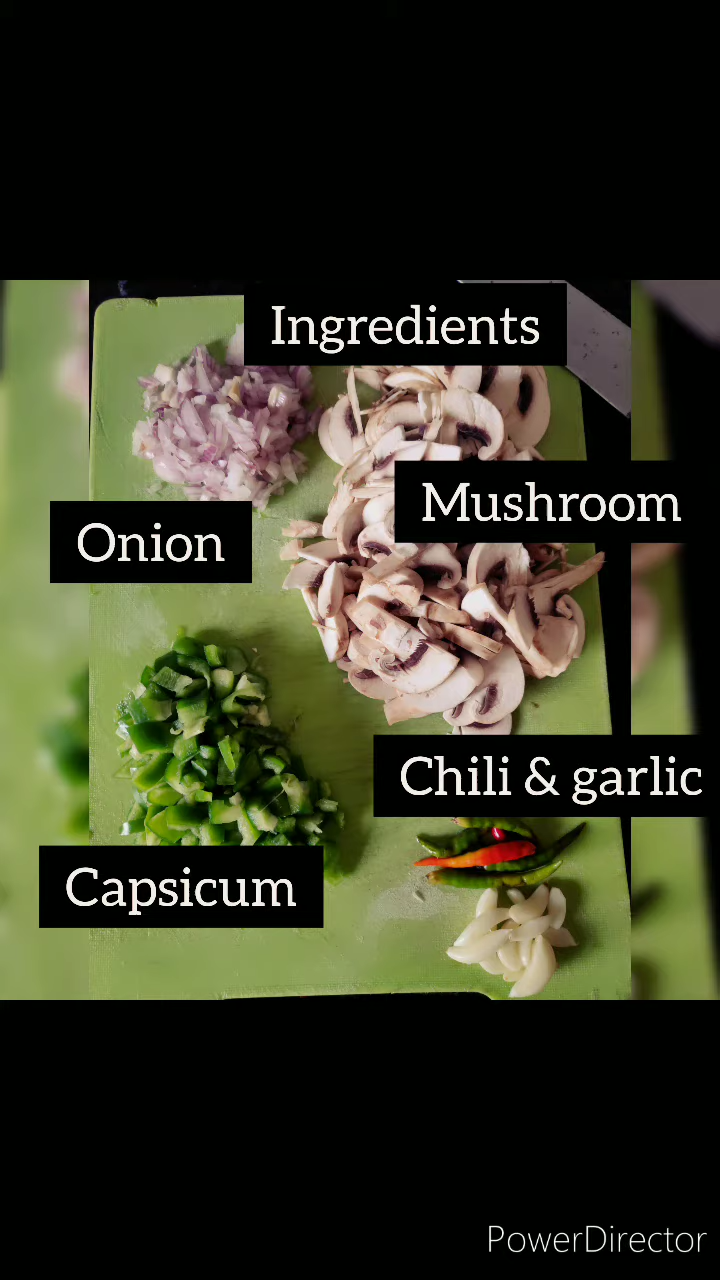 Ingredients
Mushroom
Onion
Chili & garlic
Capsicum
PowerDirector